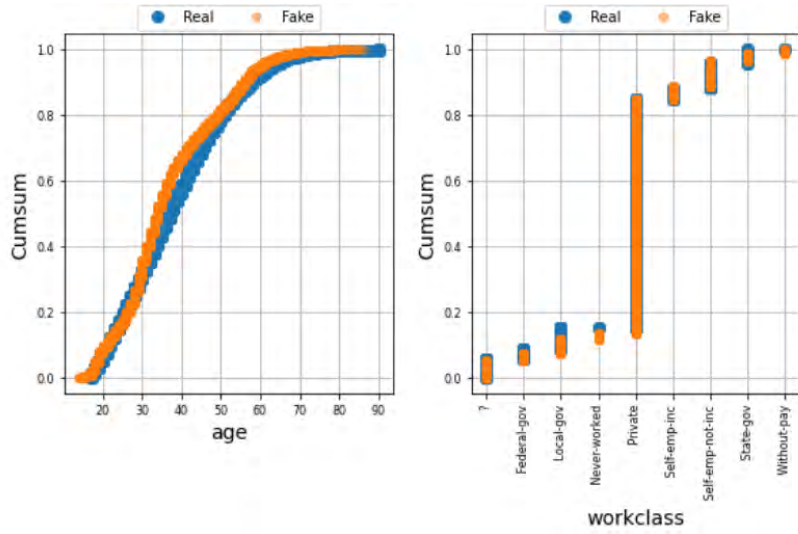 Real Fake
Cumsum
1.0
0.8
0.6
0.4
0.2
0.0
20 30 40 50 60 70 80 90
age
Real Fake
Cumsum
1.0
0.8
0.6
0.4
0.2
0.0
?
Federal-gov
Local-gov
Never-worked
Private
Self-emp-inc
Self-emp-not-inc
State-gov
Without-pay
workclass